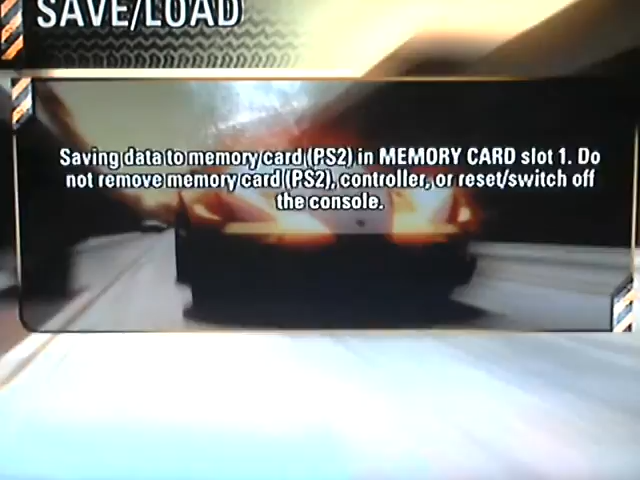 SAVE/LOAD
Saving data to memory card (PS2) in MEMORY CARD slot 1. Do
not remove memory card (PS2), controller, or reset/switch off
the console.